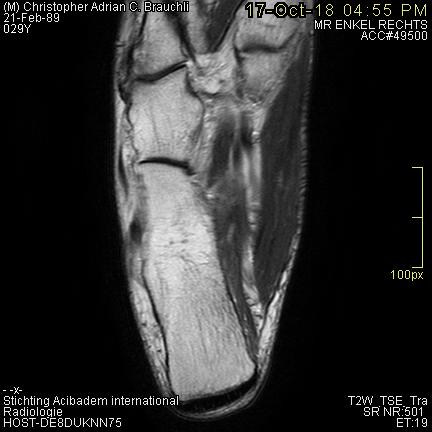 (M) Christopher Adrian C. Brauchli
21-Feb-89
029Y
17-Oct-18 04:55 PM
MR ENKEL RECHTS
ACC#49500
100px
--x-
Stichting Acibadem international
Radiologie
HOST-DE8DUKNN75
T2W_TSE_Tra
SR NR:501
ET:19